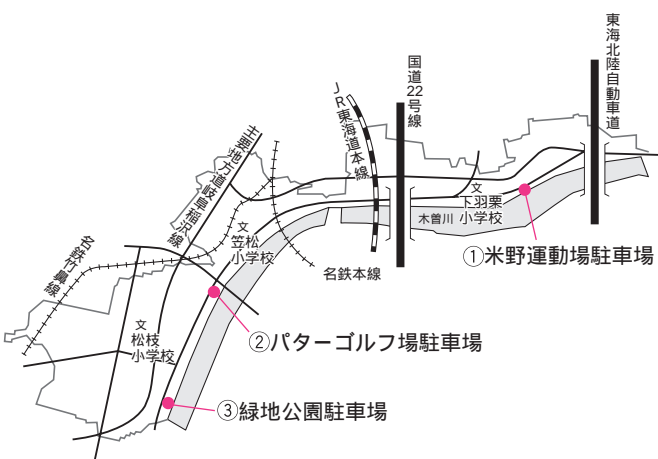 東海北陸自動車道
国道22号線
JR東海道本線
主要地方道岐阜稲沢線
文
下羽栗
小学校
木曽川
①米野運動場駐車場
文
笠松
小学校
名鉄本線
名鉄竹鼻線
②パターゴルフ場駐車場
文
松枝
小学校
③緑地公園駐車場